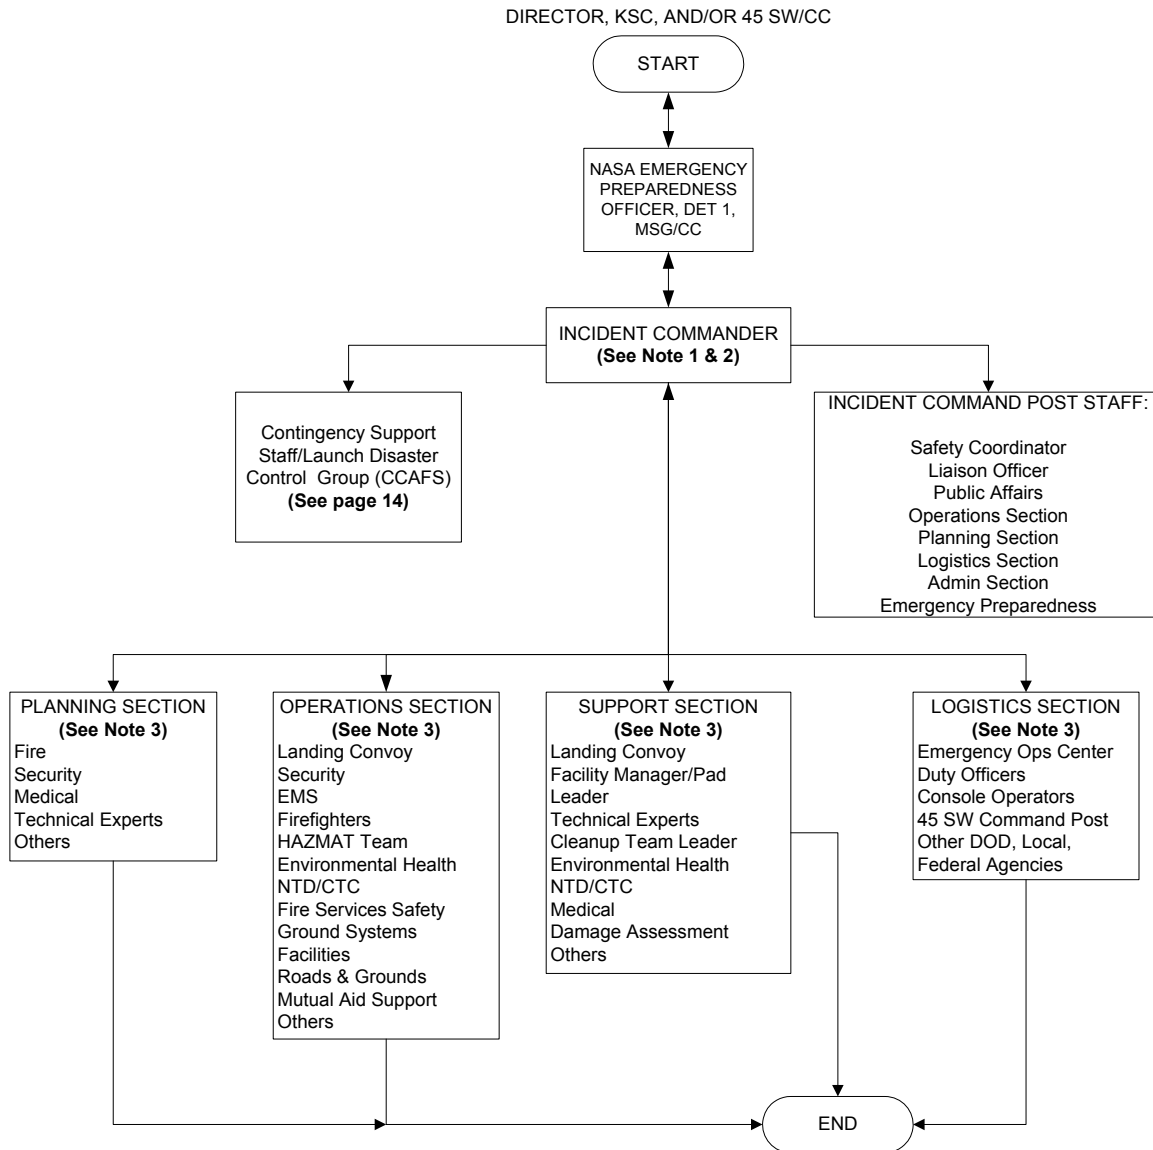 DIRECTOR, KSC, AND/OR 45 SW/CC
START
NASA EMERGENCY
PREPAREDNESS
OFFICER, DET 1,
MSG/CC
INCIDENT COMMANDER
(See Note 1 & 2)
Contingency Support
Staff/Launch Disaster
Control Group (CCAFS)
(See page 14)
INCIDENT COMMAND POST STAFF:
Safety Coordinator
Liaison Officer
Public Affairs
Operations Section
Planning Section
Logistics Section
Admin Section
Emergency Preparedness
PLANNING SECTION
(See Note 3)
Fire
Security
Medical
Technical Experts
Others
OPERATIONS SECTION
(See Note 3)
Landing Convoy
Security
EMS
Firefighters
HAZMAT Team
Environmental Health
NTD/CTC
Fire Services Safety
Ground Systems
Facilities
Roads & Grounds
Mutual Aid Support
Others
SUPPORT SECTION
(See Note 3)
Landing Convoy
Facility Manager/Pad
Leader
Technical Experts
Cleanup Team Leader
Environmental Health
NTD/CTC
Medical
Damage Assessment
Others
LOGISTICS SECTION
(See Note 3)
Emergency Ops Center
Duty Officers
Console Operators
45 SW Command Post
Other DOD, Local,
Federal Agencies
END